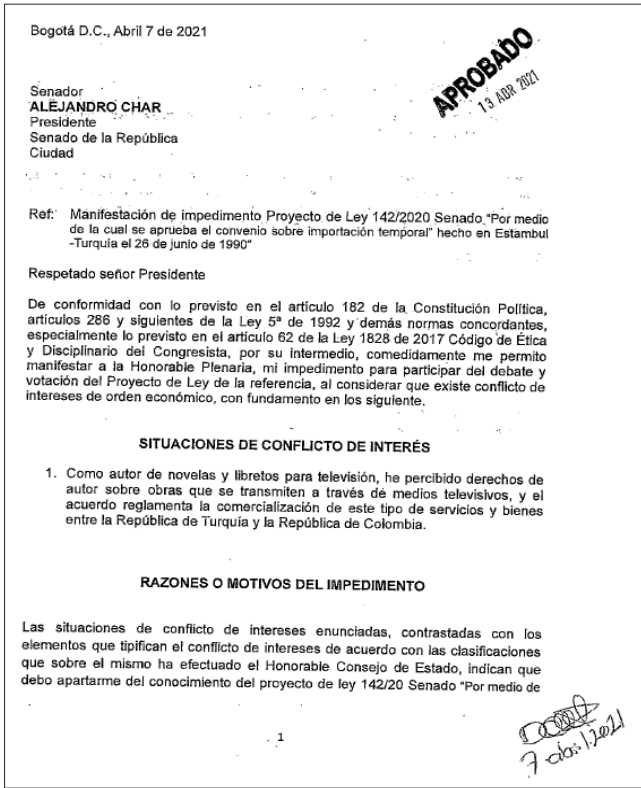 Bogotá D.C., Abril 7 de 2021
APROBADO
13 ABR 2021
Senador
ALEJANDRO CHAR
Presidente
Senado de la República
Ciudad
Ref: Manifestación de impedimento Proyecto de Ley 142/2020 Senado "Por medio
de la cual se aprueba el convenio sobre importación temporal" hecho en Estambul
-Turquía el 26 de junio de 1990"
Respetado señor Presidente
De conformidad con lo previsto en el artículo 182 de la Constitución Política,
artículos 286 y siguientes de la Ley 5ª de 1992 y demás normas concordantes,
especialmente lo previsto en el artículo 62 de la Ley 1828 de 2017 Código de Ética
y Disciplinario del Congresista, por su intermedio, comedidamente me permito
manifestar a la Honorable Plenaria, mi impedimento para participar del debate y
votación del Proyecto de Ley de la referencia, al considerar que existe conflicto de
intereses de orden económico, con fundamento en los siguiente.
SITUACIONES DE CONFLICTO DE INTERÉS
1. Como autor de novelas y libretos para televisión, he percibido derechos de
autor sobre obras que se transmiten a través de medios televisivos, y el
acuerdo reglamenta la comercialización de este tipo de servicios y bienes
entre la República de Turquía y la República de Colombia.
RAZONES O MOTIVOS DEL IMPEDIMENTO
Las situaciones de conflicto de intereses enunciadas, contrastadas con los
elementos que tipifican el conflicto de intereses de acuerdo con las clasificaciones
que sobre el mismo ha efectuado el Honorable Consejo de Estado, indican que
debo apartarme del conocimiento del proyecto de ley 142/20 Senado "Por medio de
1